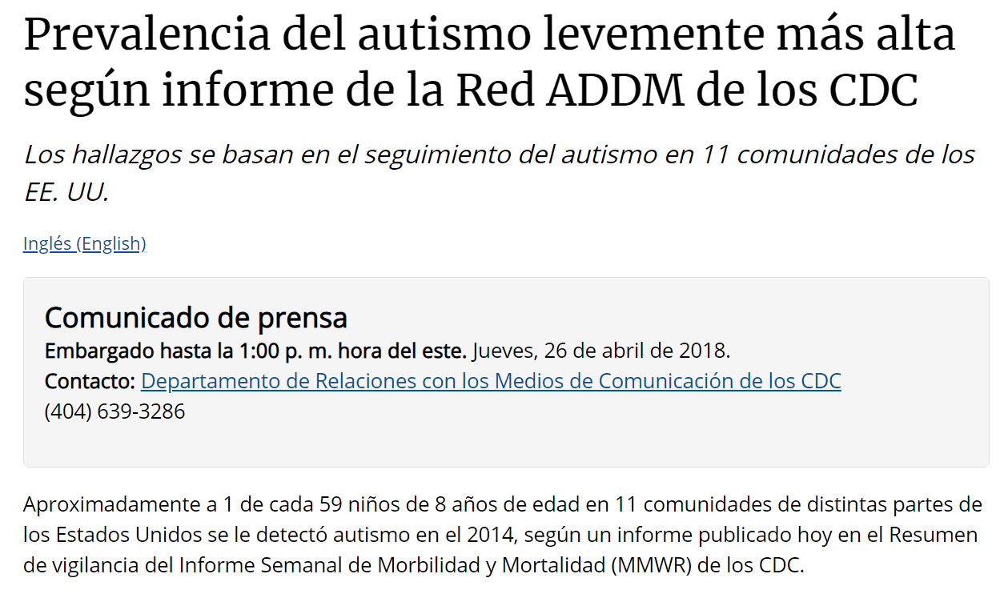 Prevalencia del autismo levemente más alta
según informe de la Red ADDM de los CDC
Los hallazgos se basan en el seguimiento del autismo en 11 comunidades de los
EE. UU.
Inglés (English)
Comunicado de prensa
Embargado hasta la 1:00 p. m. hora del este. Jueves, 26 de abril de 2018.
Contacto: Departamento de Relaciones con los Medios de Comunicación de los CDC
(404) 639-3286
Aproximadamente a 1 de cada 59 niños de 8 años de edad en 11 comunidades de distintas partes de
los Estados Unidos se le detectó autismo en el 2014, según un informe publicado hoy en el Resumen
de vigilancia del Informe Semanal de Morbilidad y Mortalidad (MMWR) de los CDC.